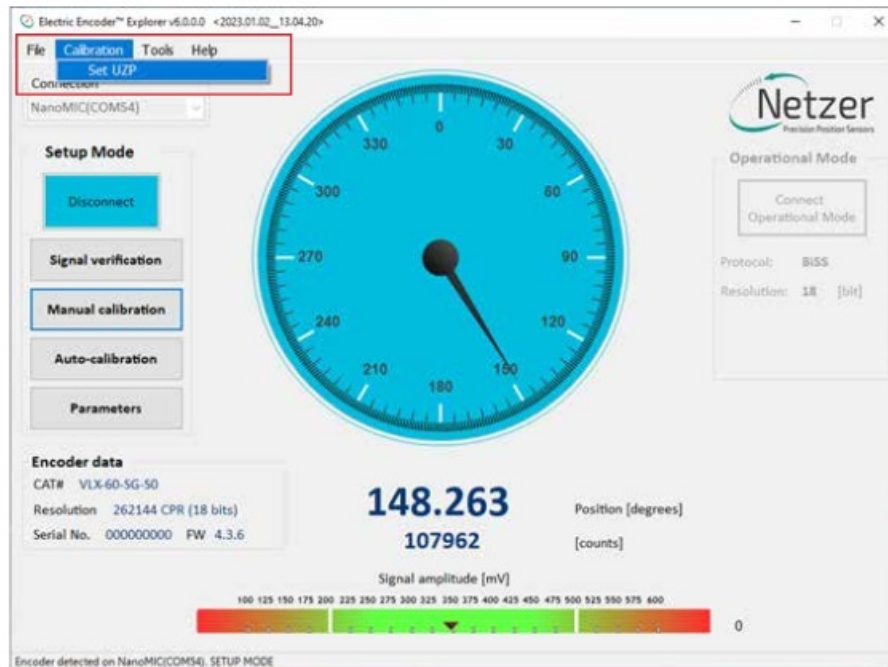 Electric Encoder™ Explorer v6.0.0.0 <2023.01.02__13.04.20>
File Calibration Tools Help
Set UZP
Connection
NanoMIC(COM54)
Netzer
Precision Position Sensors
Setup Mode
Disconnect
Signal verification
Manual calibration
Auto-calibration
Parameters
0
30
60
90
120
150
180
210
240
270
300
330
Operational Mode
Connect
Operational Mode
Protocol: BiSS
Resolution: 18 [bit]
Encoder data
CAT# VLX-60-SG-S0
Resolution 262144 CPR (18 bits)
Serial No. 000000000 FW 4.3.6
148.263 Position [degrees]
107962 [counts]
Signal amplitude [mV]
100 125 150 175 200 225 250 275 300 325 350 375 400 425 450 475 500 525 550 575 600
0
Encoder detected on NanoMIC(COM54). SETUP MODE